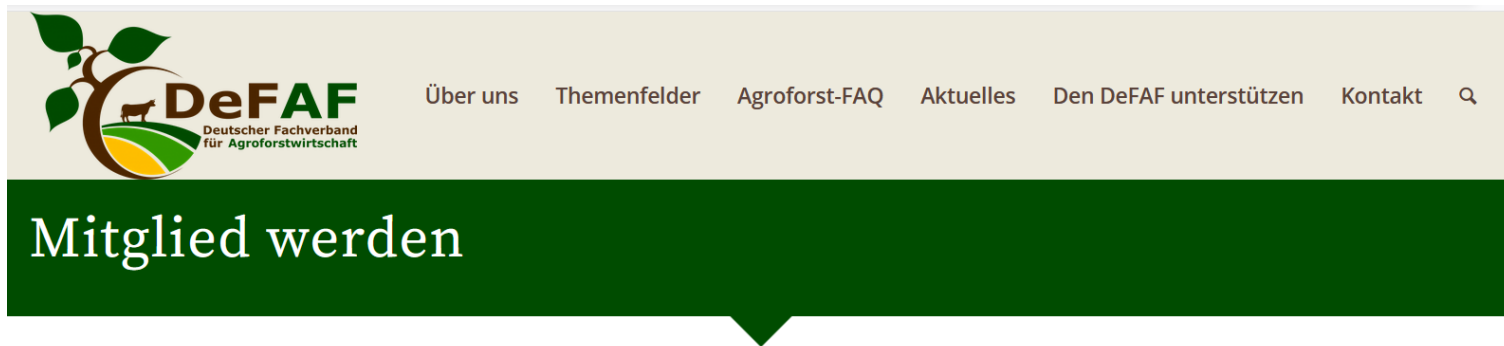 DeFAF
Deutscher Fachverband
für Agroforstwirtschaft
Über uns Themenfelder Agroforst-FAQ Aktuelles Den DeFAF unterstützen Kontakt
Mitglied werden